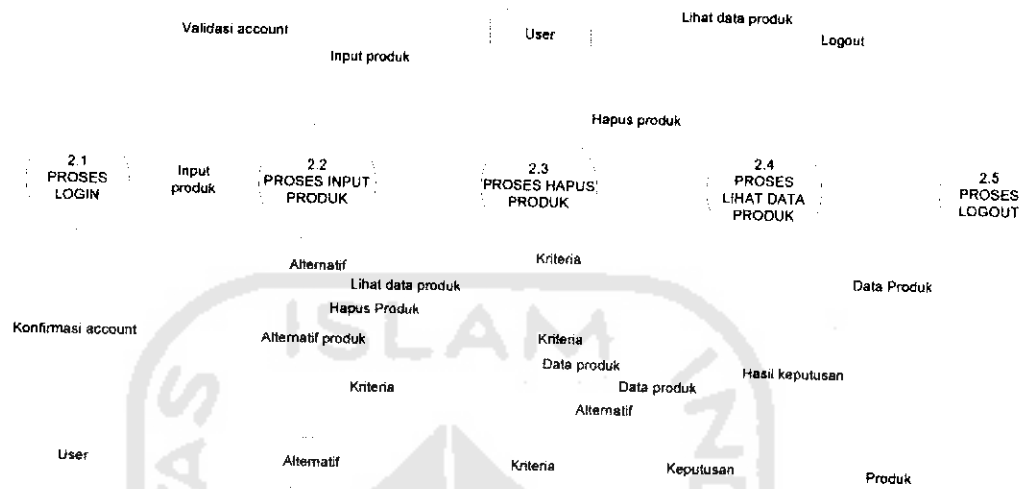 Validasi account
User
Lihat data produk
Logout
Input produk
Hapus produk
2.1
PROSES
LOGIN
Input
produk
2.2
PROSES INPUT
PRODUK
2.3
PROSES HAPUS
PRODUK
2.4
PROSES
LIHAT DATA
PRODUK
2.5
PROSES
LOGOUT
Alternatif
Kriteria
Lihat data produk
Data Produk
Hapus Produk
Konfirmasi account
Alternatif produk
Kriteria
Data produk
Hasil keputusan
Kriteria
Data produk
Alternatif
User
Alternatif
Kriteria
Keputusan
Produk
ISLAM